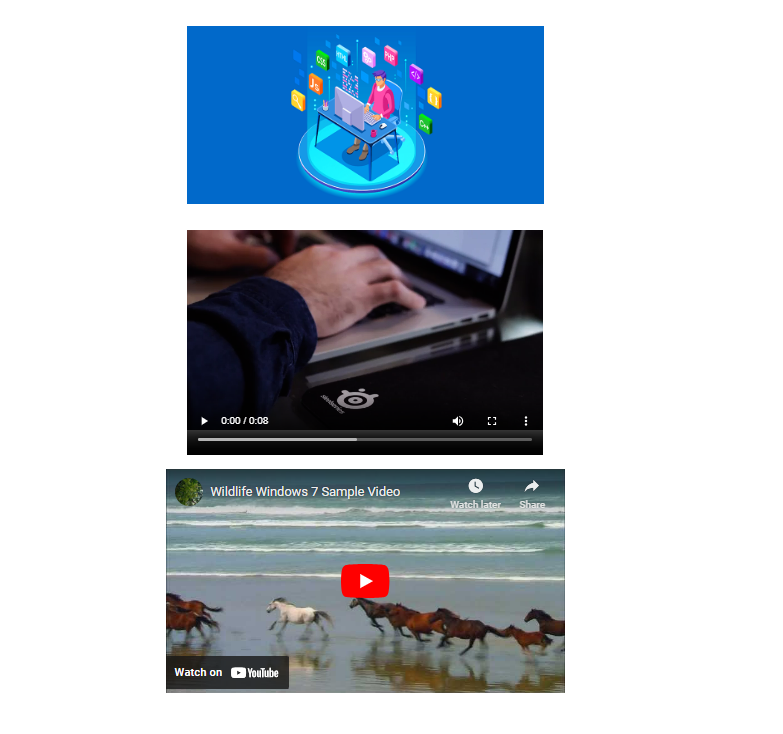 CSS
HTML
PHP
</>
JS
C++
steelseries
0:00 / 0:08
Wildlife Windows 7 Sample Video
Watch later
Share
Watch on YouTube